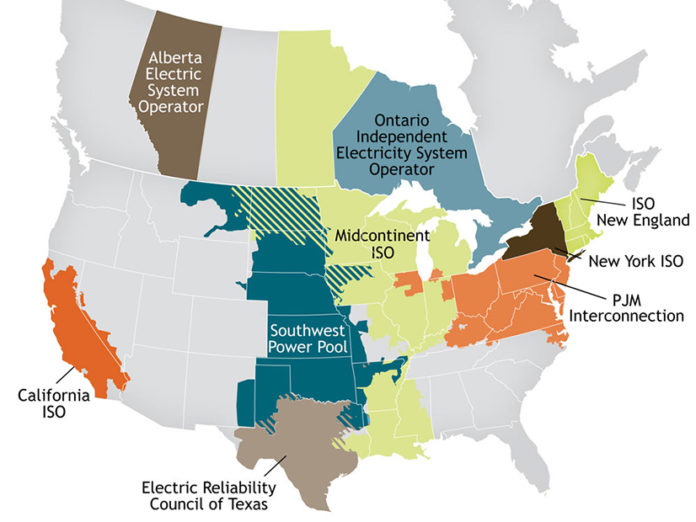 Alberta
Electric
System
Operator
Ontario
Independent
Electricity System
Operator
ISO
New England
Midcontinent
ISO
New York ISO
PJM
Interconnection
Southwest
Power Pool
California
ISO
Electric Reliability
Council of Texas